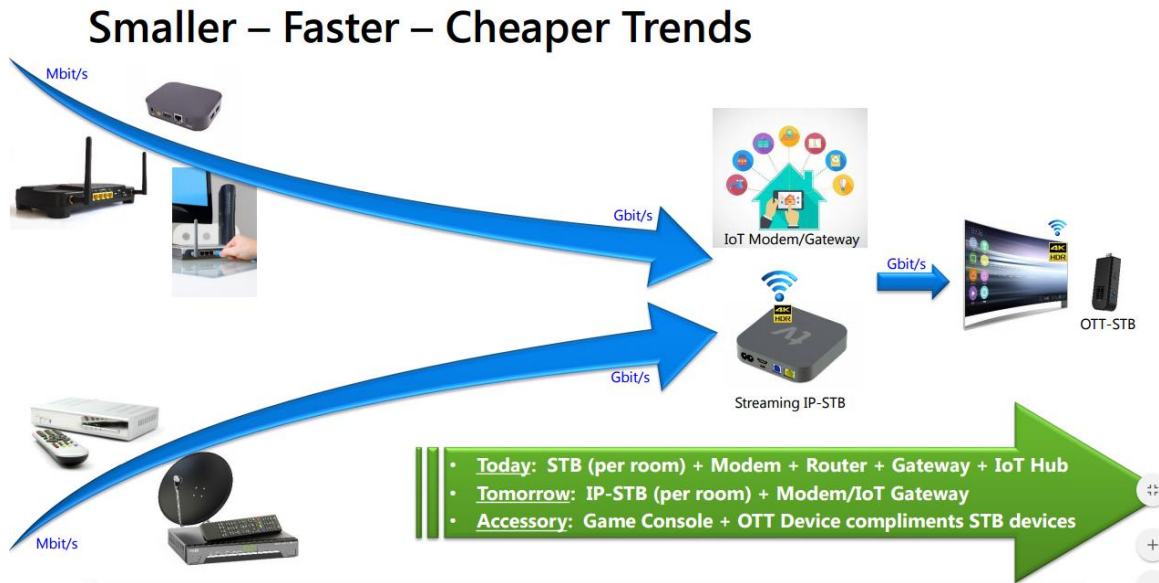 Smaller – Faster – Cheaper Trends
Mbit/s
Gbit/s
IoT Modem/Gateway
Gbit/s
4K
HDR
OTT-STB
4K
HDR
tv
Gbit/s
Streaming IP-STB
Mbit/s
• Today: STB (per room) + Modem + Router + Gateway + IoT Hub
• Tomorrow: IP-STB (per room) + Modem/IoT Gateway
• Accessory: Game Console + OTT Device compliments STB devices